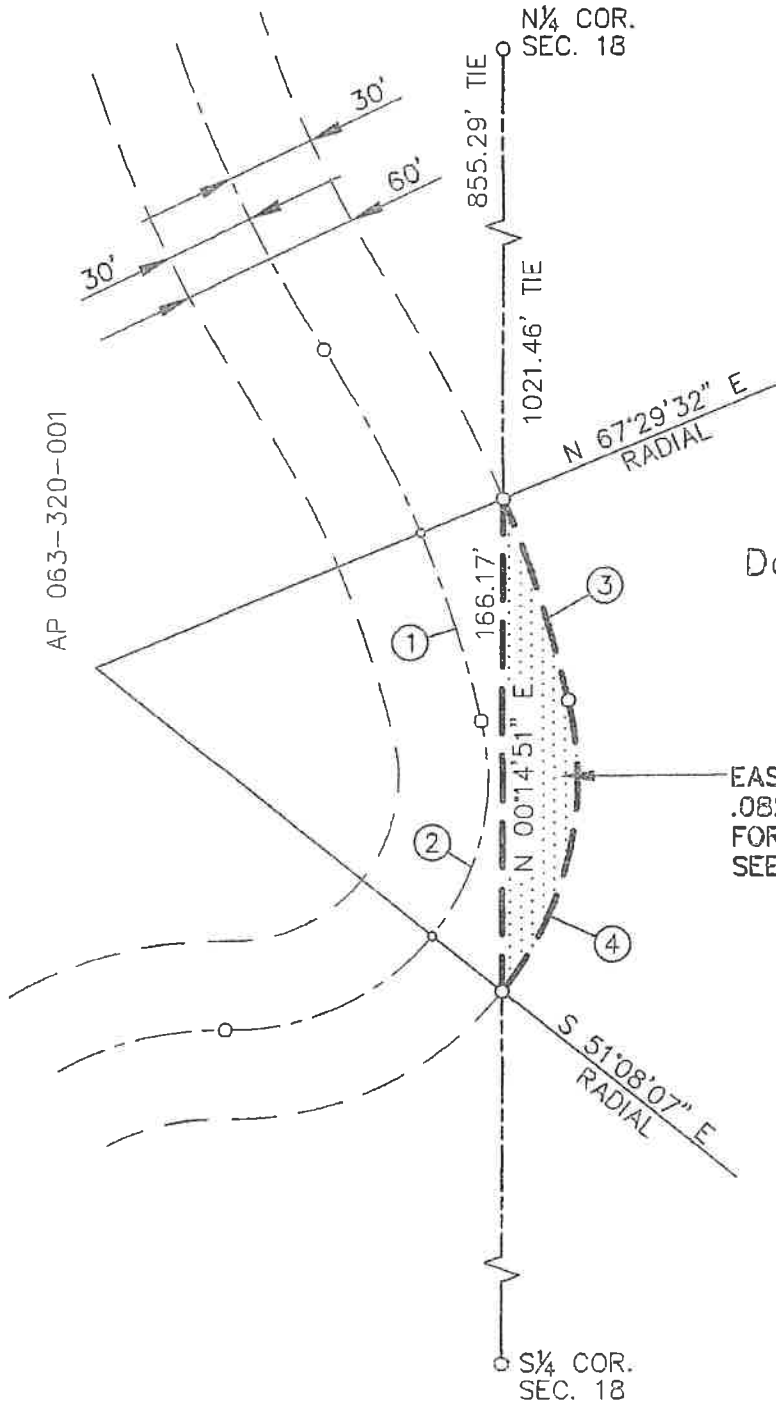 N¼ COR.
SEC. 18
855.29' TIE
30'
60'
30'
1021.46' TIE
N 67°29'32" E
RADIAL
AP 063-320-001
166.17'
③
①
N 00°14'51" E
②
FOR
SEE
④
S 51°08'07" E
RADIAL
S¼ COR.
SEC. 18